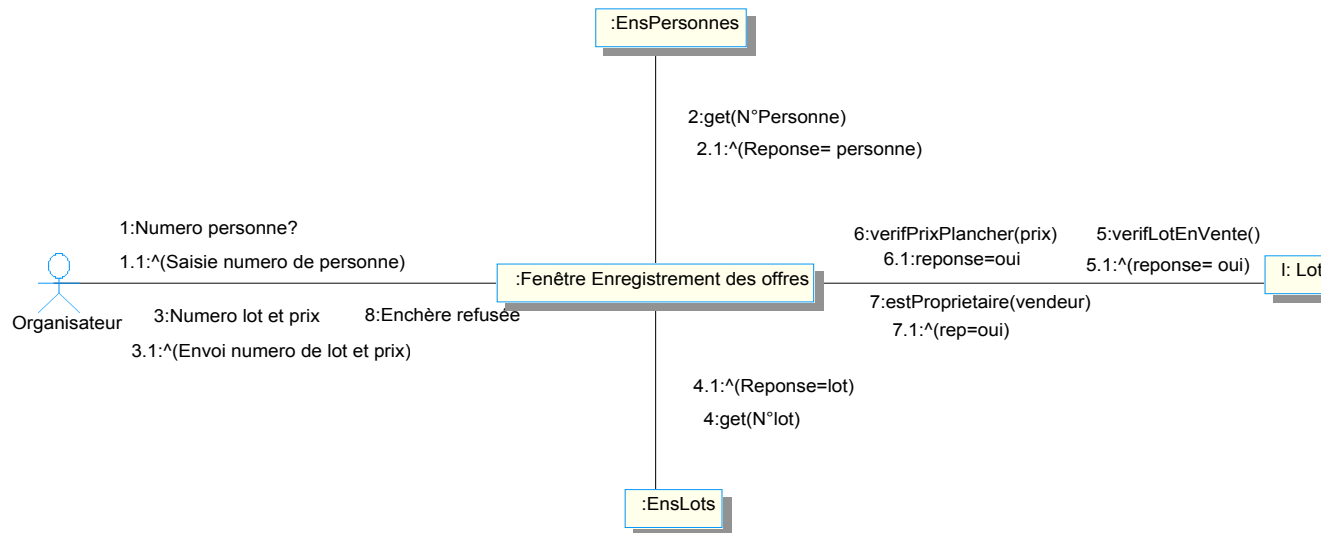 :EnsPersonnes
2:get(N°Personne)
2.1:^(Reponse= personne)
1:Numero personne?
1.1:^(Saisie numero de personne)
6:verifPrixPlancher(prix)
6.1:reponse=oui
5:verifLotEnVente()
5.1:^(reponse= oui)
:Fenêtre Enregistrement des offres
l: Lot
Organisateur
3:Numero lot et prix
8:Enchère refusée
3.1:^(Envoi numero de lot et prix)
7:estProprietaire(vendeur)
7.1:^(rep=oui)
4.1:^(Reponse=lot)
4:get(N°lot)
:EnsLots